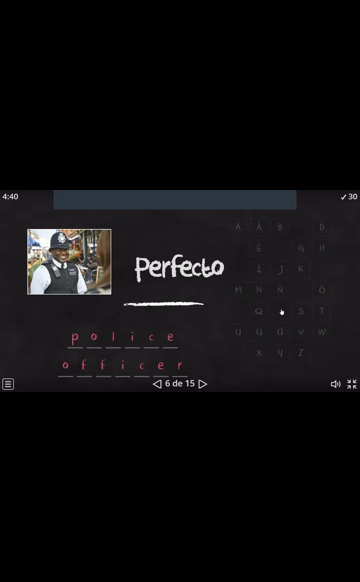 4:40
✓30
A Á B D
É G H
Í J K
M N Ñ Ó
Q S T
U Ú Ü V W
X Y Z
Perfecto
police
officer
6 de 15